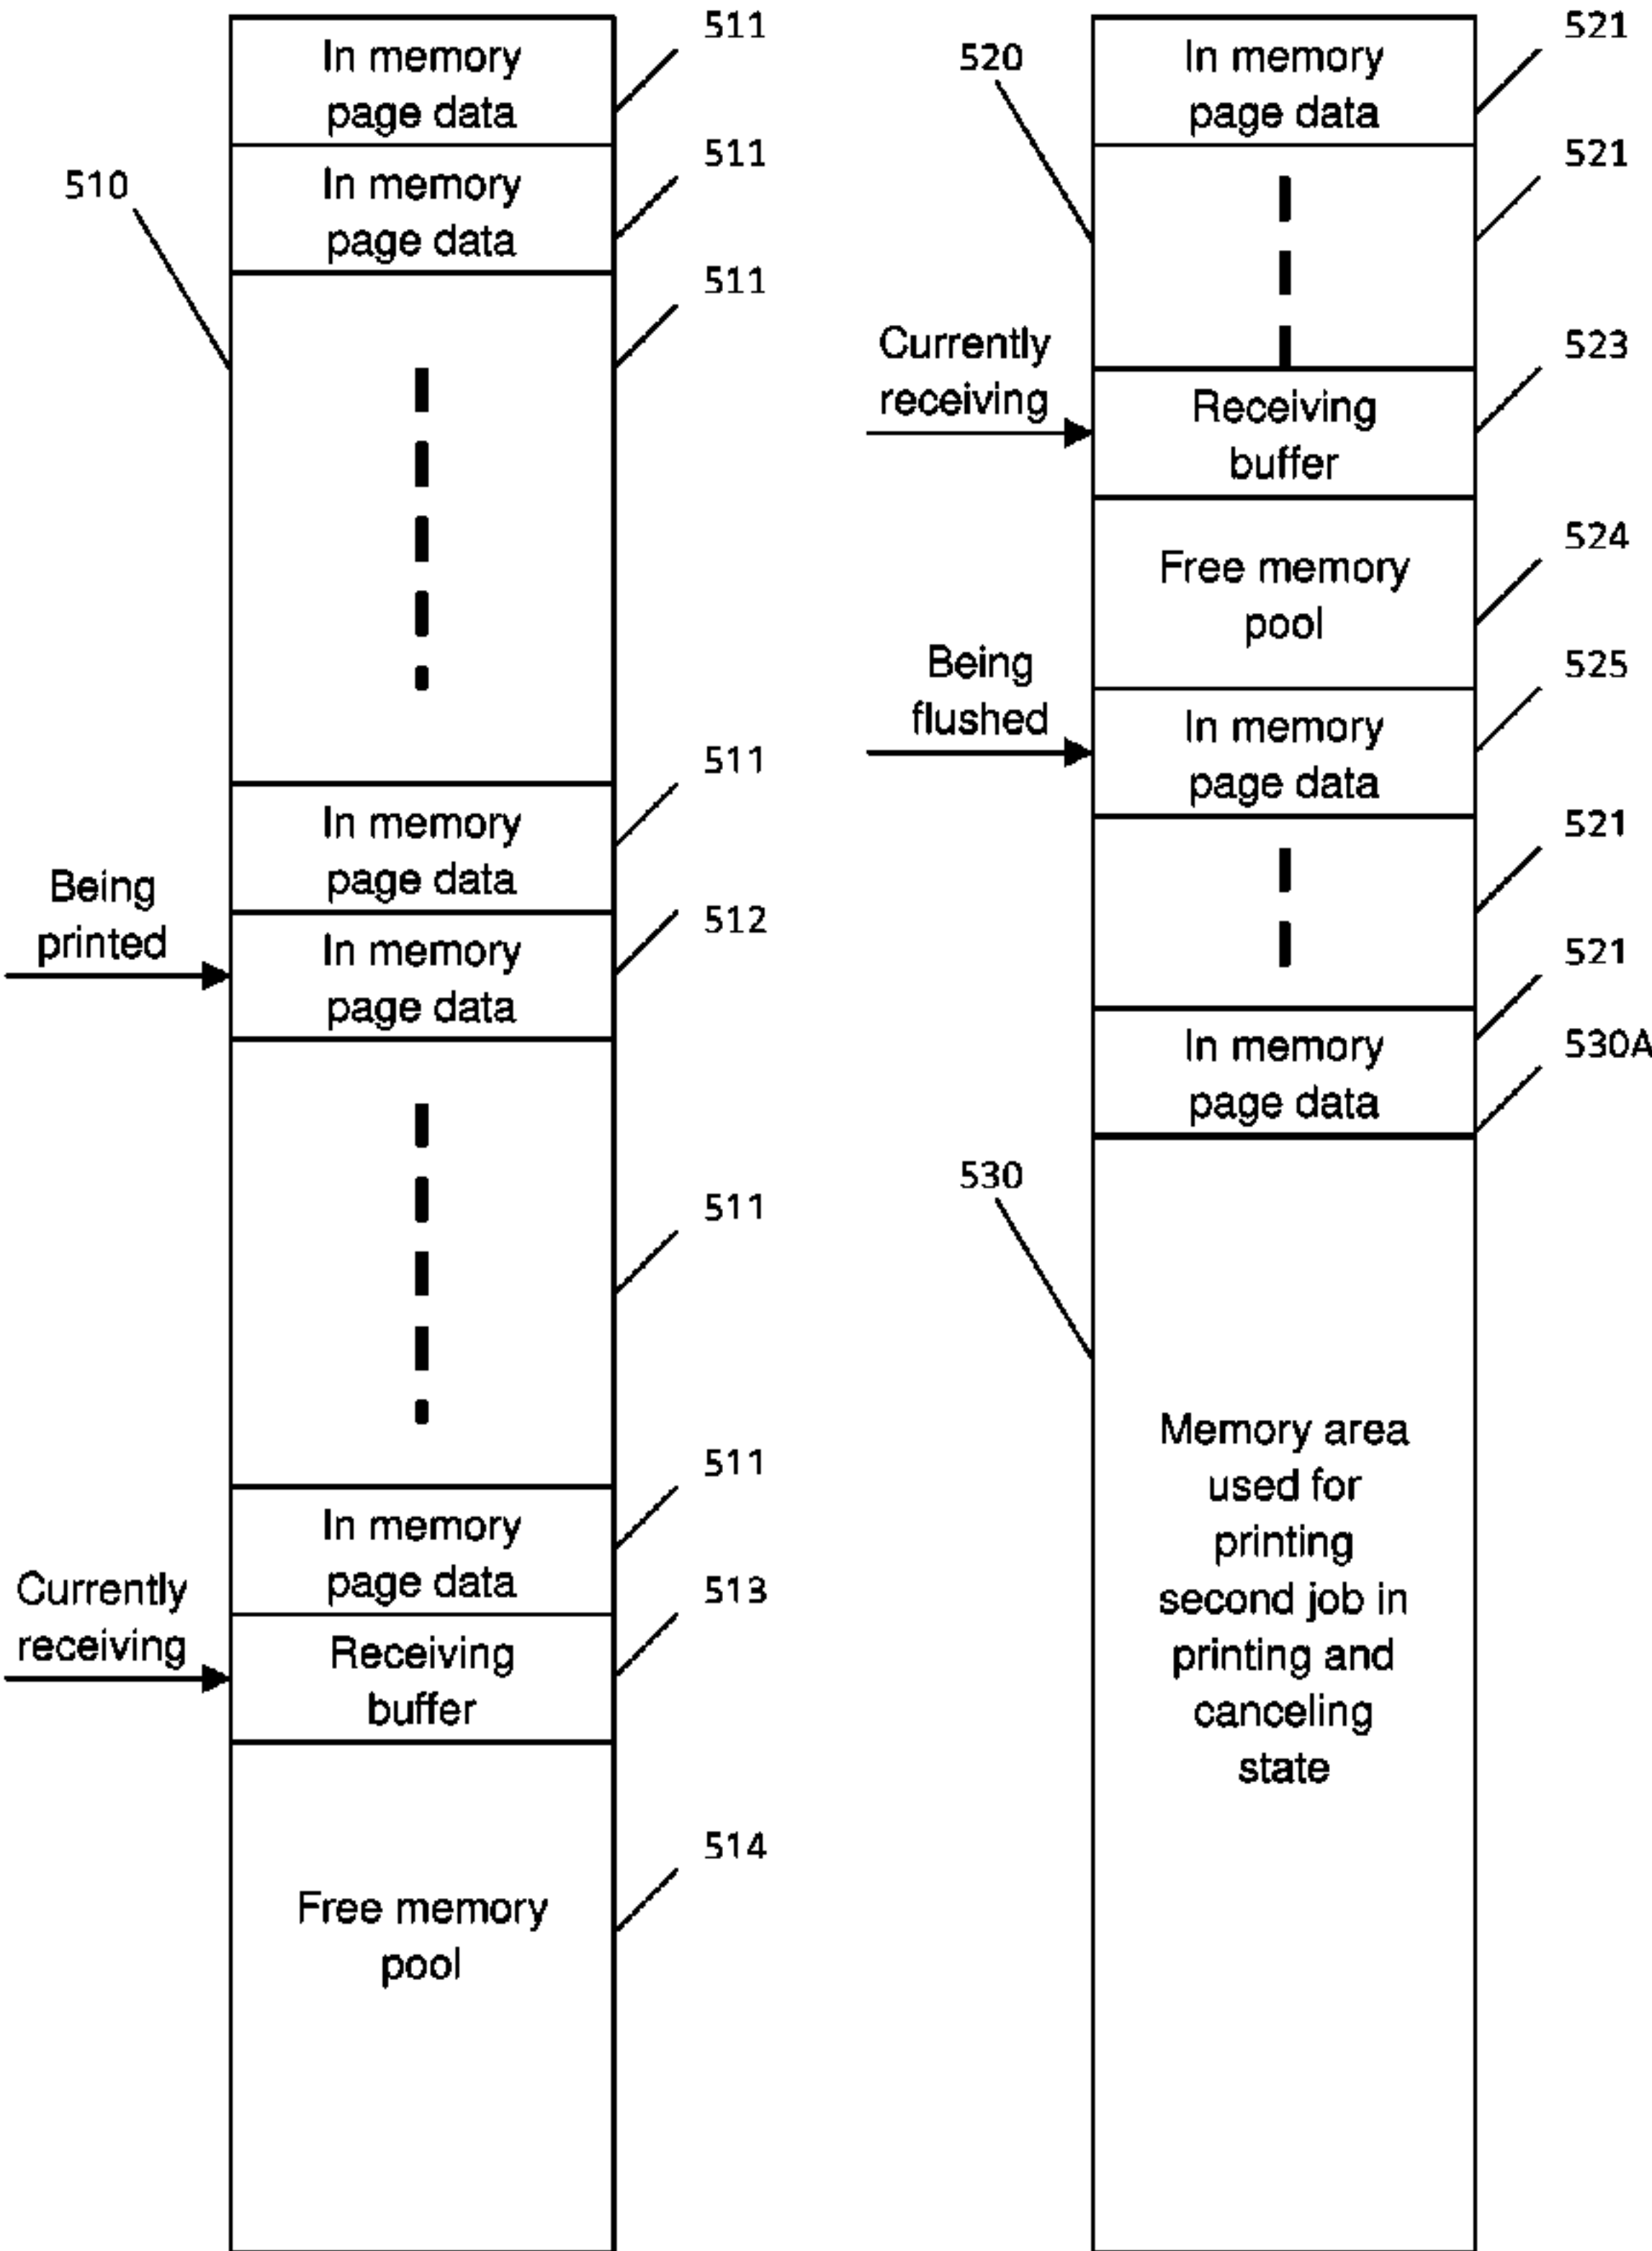 511
In memory
page data
511
510
In memory
page data
511
511
In memory
page data
Being
printed
512
In memory
page data
511
511
In memory
page data
Currently
receiving
513
Receiving
buffer
514
Free memory
pool
521
520
In memory
page data
521
Currently
receiving
523
Receiving
buffer
524
Free memory
pool
Being
flushed
525
In memory
page data
521
521
In memory
page data
530A
530
Memory area
used for
printing
second job in
printing and
canceling
state